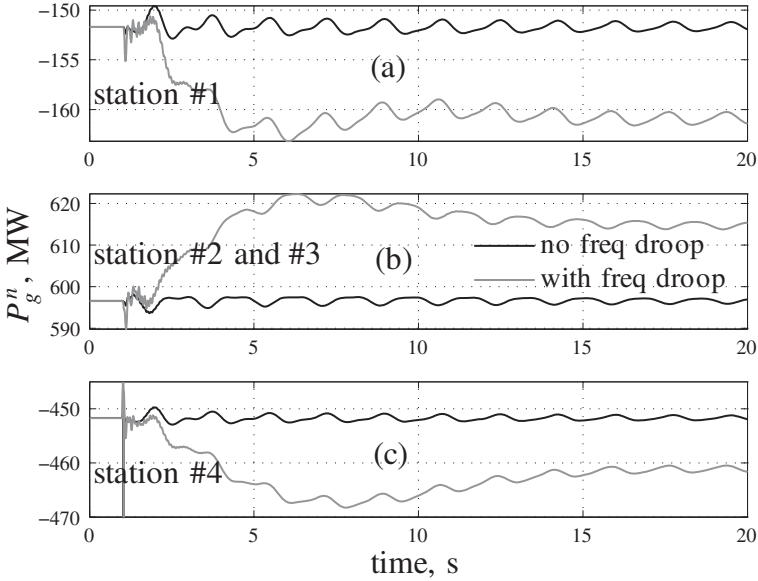 −150
−155
−160
(a)
station #1
0 5 10 15 20
620
610
600
590
station #2 and #3
(b)
no freq droop
with freq droop
0 5 10 15 20
P_g^n, MW
−450
−460
−470
(c)
station #4
0 5 10 15 20
time, s